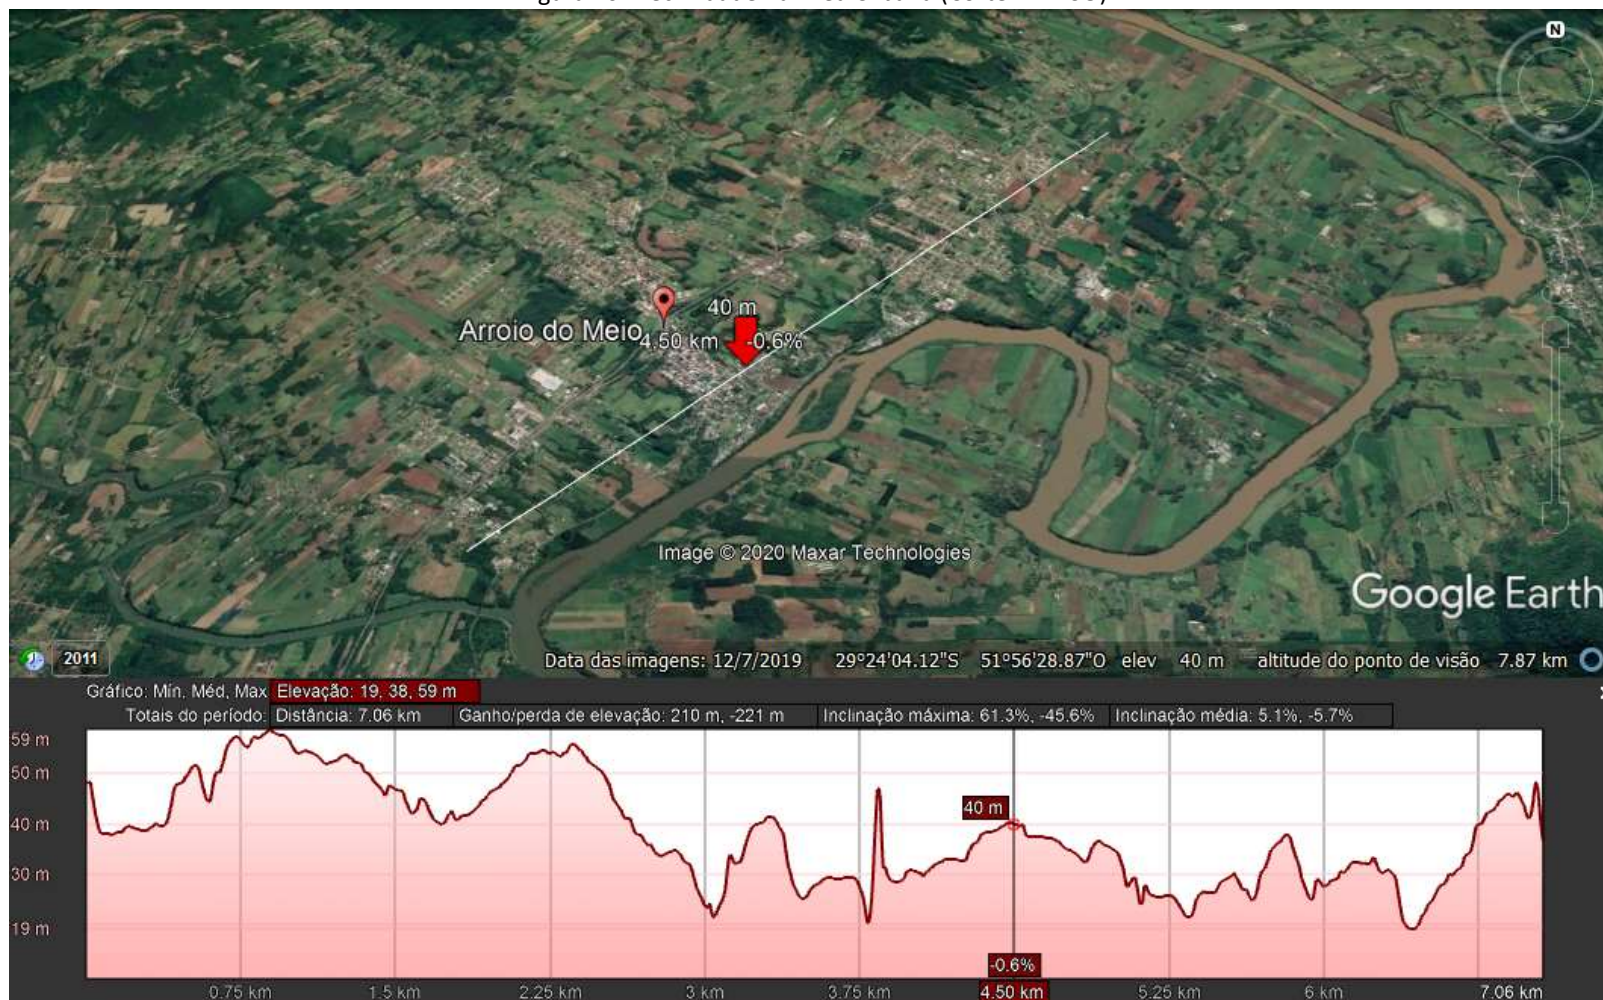 N
40 m
Arroio do Meio
4.50 km -0.6%
Image © 2020 Maxar Technologies
Google Earth
2011
Data das imagens: 12/7/2019 29°24'04.12"S 51°56'28.87"O elev 40 m altitude do ponto de visão 7.87 km
Gráfico: Mín, Méd, Max Elevação: 19, 38, 59 m
Totais do período: Distância: 7.06 km Ganho/perda de elevação: 210 m, -221 m Inclinação máxima: 61.3%, -45.6% Inclinação média: 5.1%, -5.7%
59 m
50 m
40 m
40 m
30 m
19 m
-0.6%
0.75 km 1.5 km 2.25 km 3 km 3.75 km 4.50 km 5.25 km 6 km 7.06 km